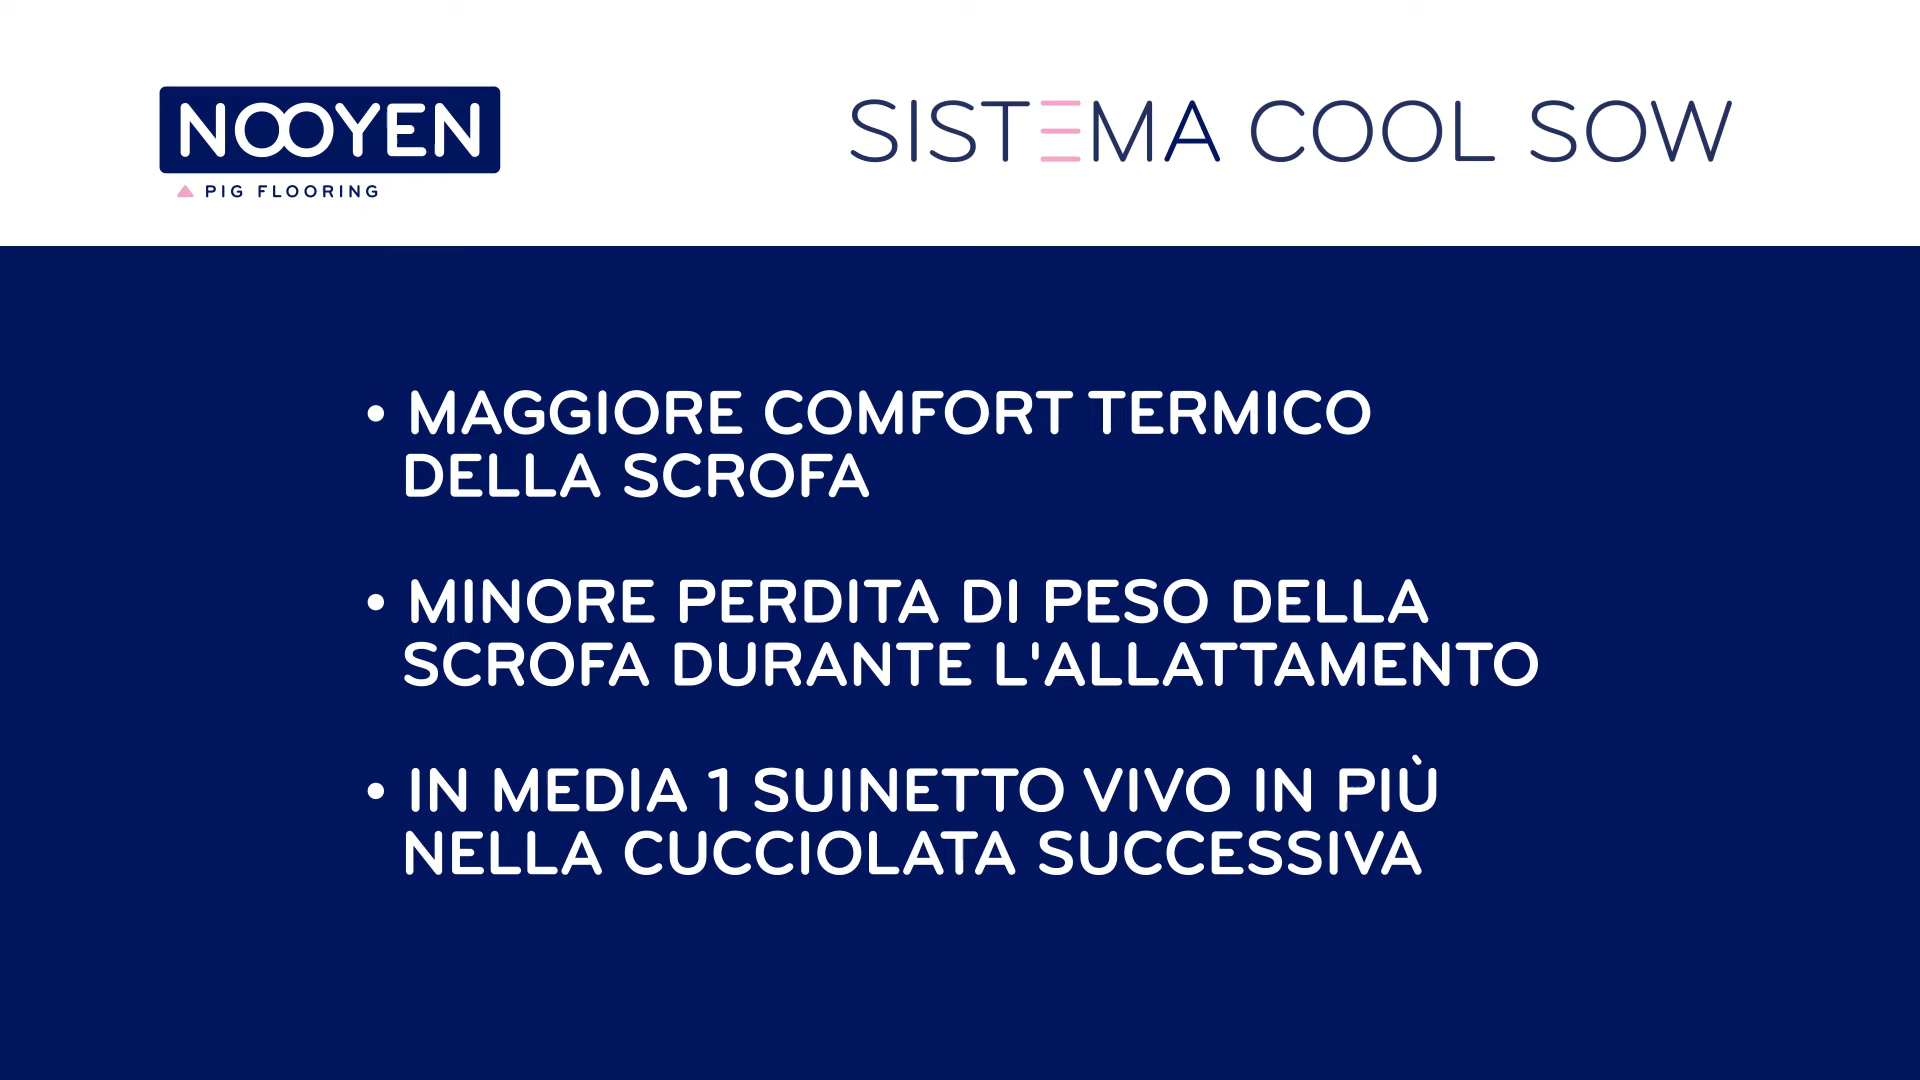 NOOYEN
PIG FLOORING
SISTEMA COOL SOW
• MAGGIORE COMFORT TERMICO
DELLA SCROFA
• MINORE PERDITA DI PESO DELLA
SCROFA DURANTE L'ALLATTAMENTO
• IN MEDIA 1 SUINETTO VIVO IN PIÙ
NELLA CUCCIOLATA SUCCESSIVA